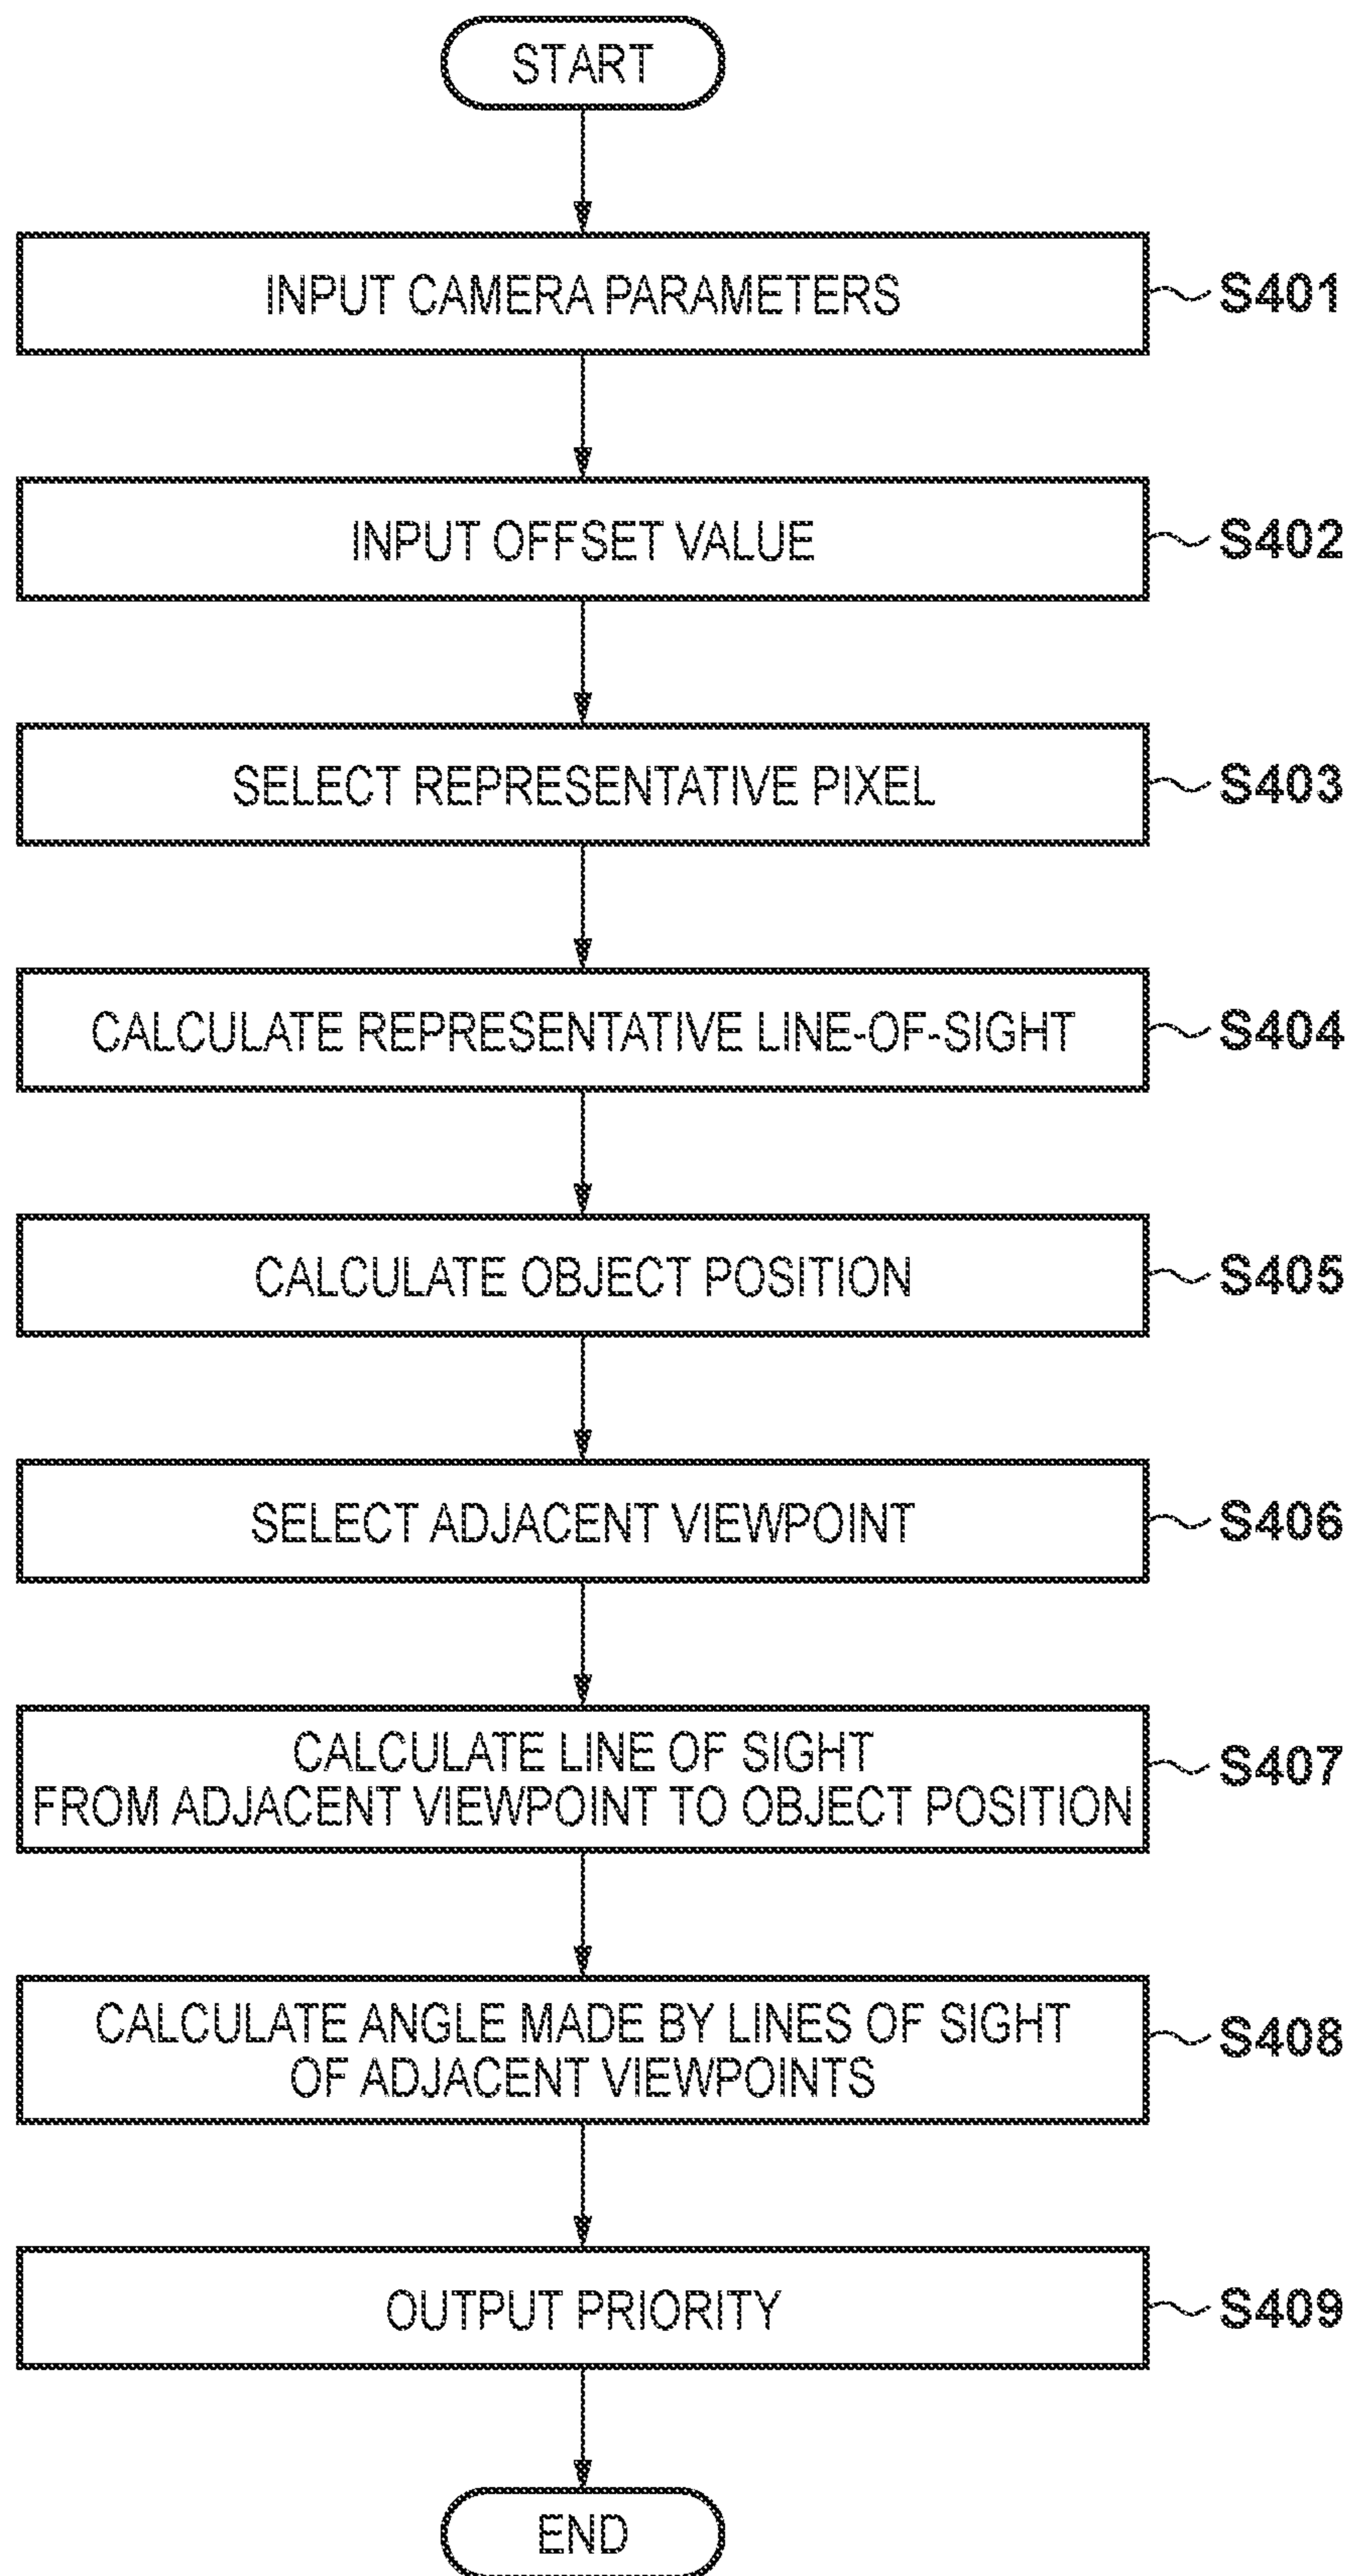 START
INPUT CAMERA PARAMETERS
S401
INPUT OFFSET VALUE
S402
SELECT REPRESENTATIVE PIXEL
S403
CALCULATE REPRESENTATIVE LINE-OF-SIGHT
S404
CALCULATE OBJECT POSITION
S405
SELECT ADJACENT VIEWPOINT
S406
CALCULATE LINE OF SIGHT
FROM ADJACENT VIEWPOINT TO OBJECT POSITION
S407
CALCULATE ANGLE MADE BY LINES OF SIGHT
OF ADJACENT VIEWPOINTS
S408
OUTPUT PRIORITY
S409
END